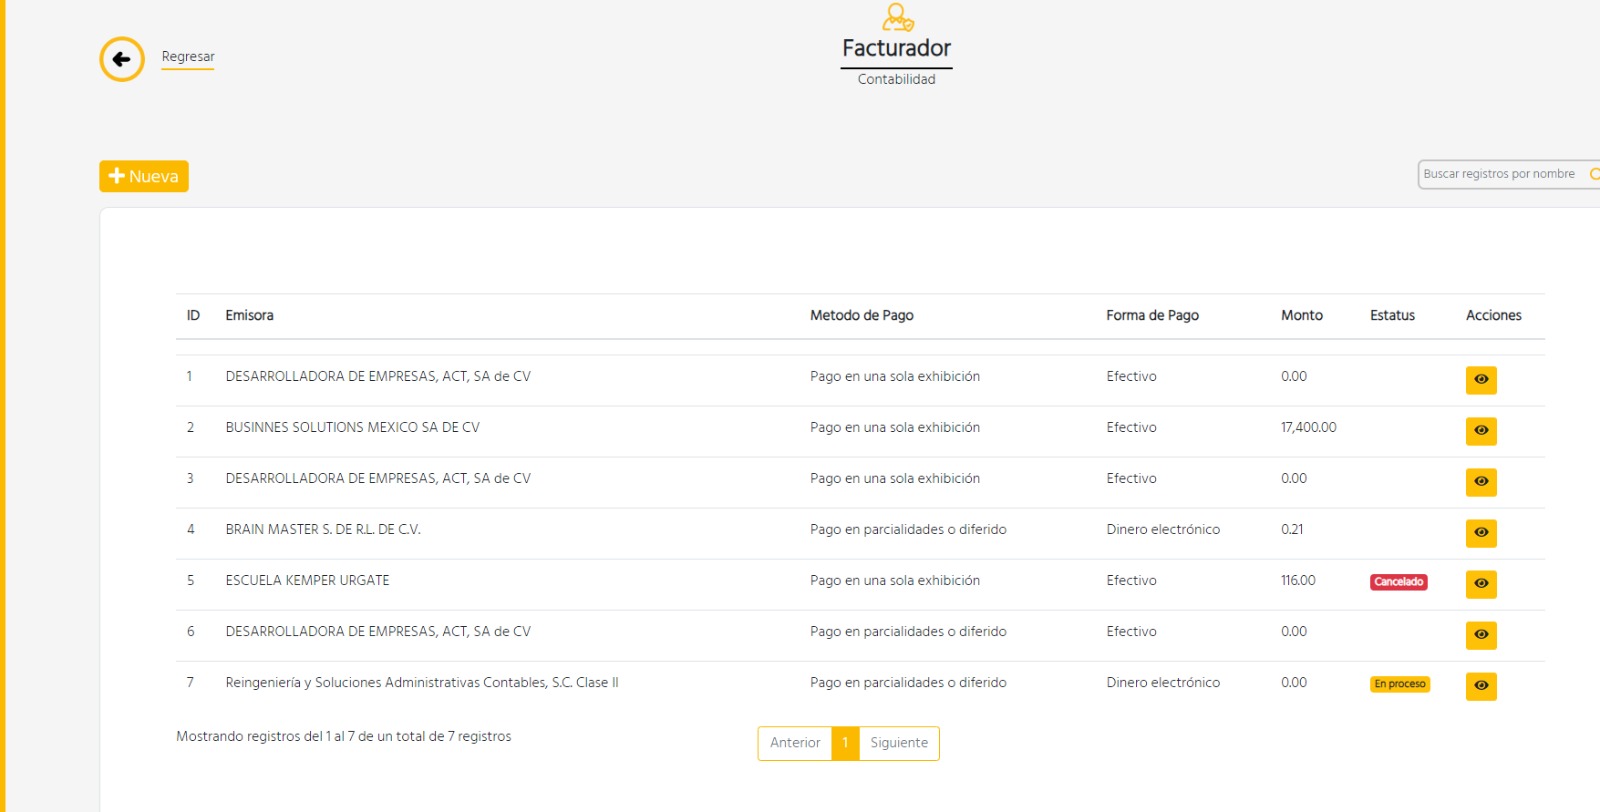 Regresar
Facturador
Contabilidad
Nueva
Buscar registros por nombre
ID Emisora Metodo de Pago Forma de Pago Monto Estatus Acciones
1 DESARROLLADORA DE EMPRESAS, ACT, SA de CV Pago en una sola exhibición Efectivo 0.00
2 BUSINNES SOLUTIONS MEXICO SA DE CV Pago en una sola exhibición Efectivo 17,400.00
3 DESARROLLADORA DE EMPRESAS, ACT, SA de CV Pago en una sola exhibición Efectivo 0.00
4 BRAIN MASTER S. DE R.L. DE C.V. Pago en parcialidades o diferido Dinero electrónico 0.21
5 ESCUELA KEMPER URGATE Pago en una sola exhibición Efectivo 116.00 Cancelado
6 DESARROLLADORA DE EMPRESAS, ACT, SA de CV Pago en parcialidades o diferido Efectivo 0.00
7 Reingeniería y Soluciones Administrativas Contables, S.C. Clase II Pago en parcialidades o diferido Dinero electrónico 0.00 En proceso
Mostrando registros del 1 al 7 de un total de 7 registros
Anterior 1 Siguiente